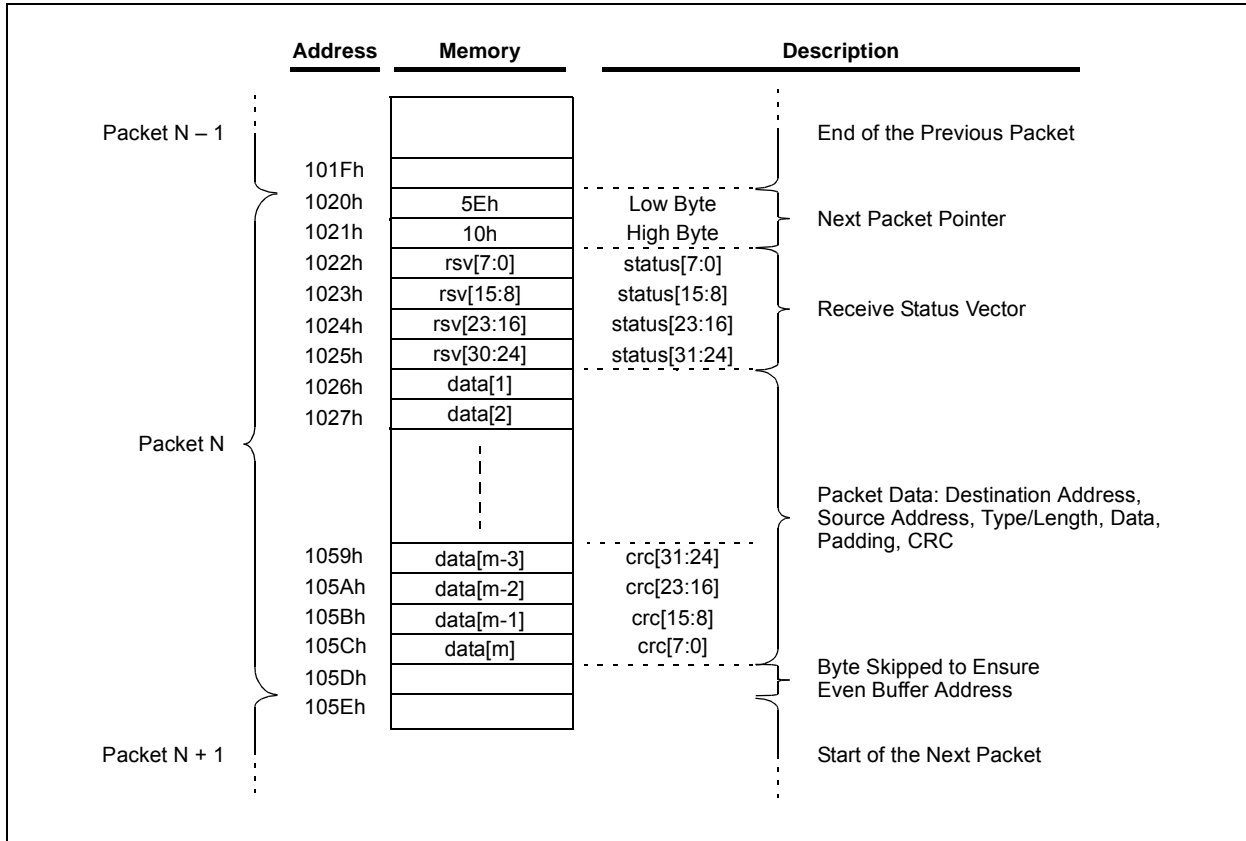 Address Memory Description
Packet N – 1 End of the Previous Packet
101Fh
1020h 5Eh Low Byte
1021h 10h High Byte
Next Packet Pointer
1022h rsv[7:0] status[7:0]
1023h rsv[15:8] status[15:8]
1024h rsv[23:16] status[23:16]
1025h rsv[30:24] status[31:24]
Receive Status Vector
1026h data[1]
1027h data[2]
Packet N
Packet Data: Destination Address,
Source Address, Type/Length, Data,
Padding, CRC
1059h data[m-3] crc[31:24]
105Ah data[m-2] crc[23:16]
105Bh data[m-1] crc[15:8]
105Ch data[m] crc[7:0]
105Dh
Byte Skipped to Ensure
Even Buffer Address
105Eh
Packet N + 1 Start of the Next Packet